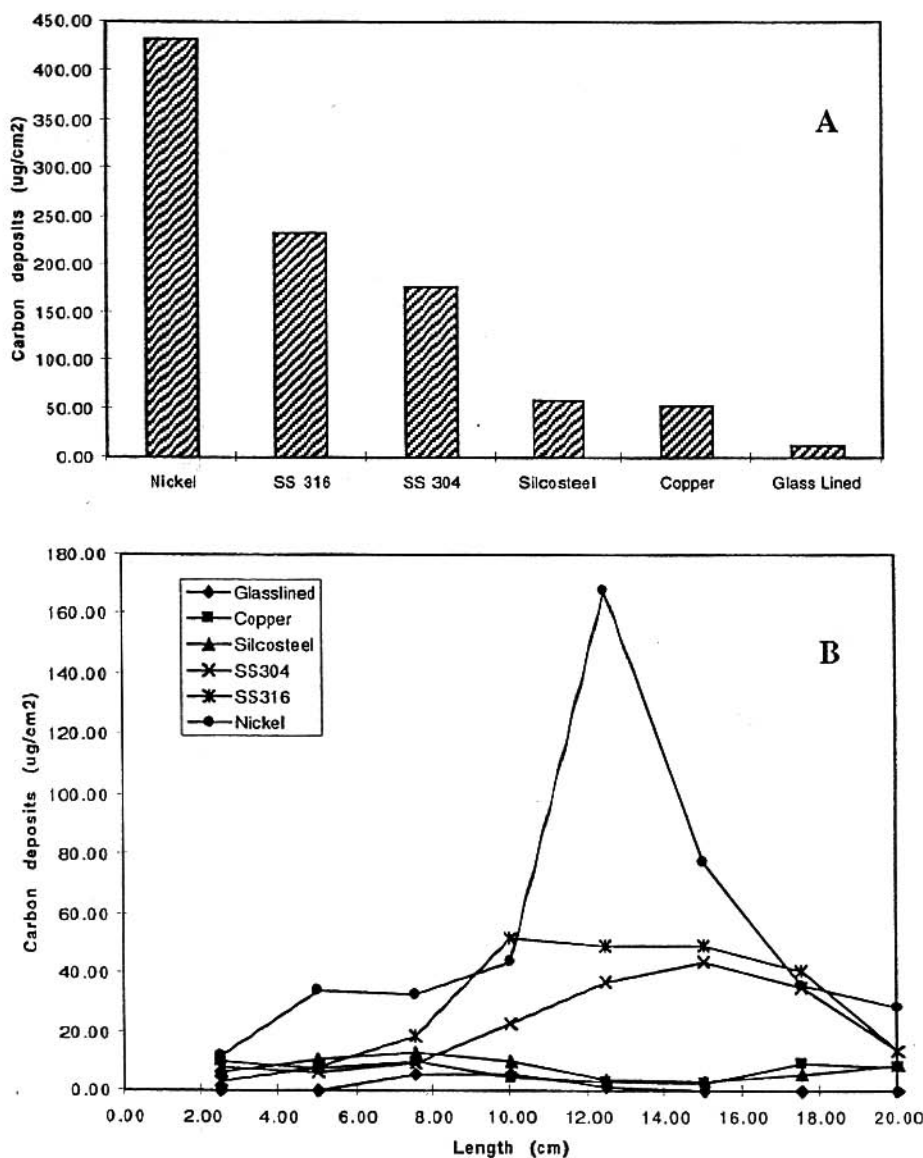 450.00
400.00
350.00
300.00
250.00
200.00
150.00
100.00
50.00
0.00
Carbon deposits (ug/cm2)
A
Nickel SS 316 SS 304 Silcosteel Copper Glass Lined
180.00
160.00
140.00
120.00
100.00
80.00
60.00
40.00
20.00
0.00
Carbon deposits (ug/cm2)
Glasslined
Copper
Silcosteel
SS304
SS316
Nickel
B
0.00 2.00 4.00 6.00 8.00 10.00 12.00 14.00 16.00 18.00 20.00
Length (cm)